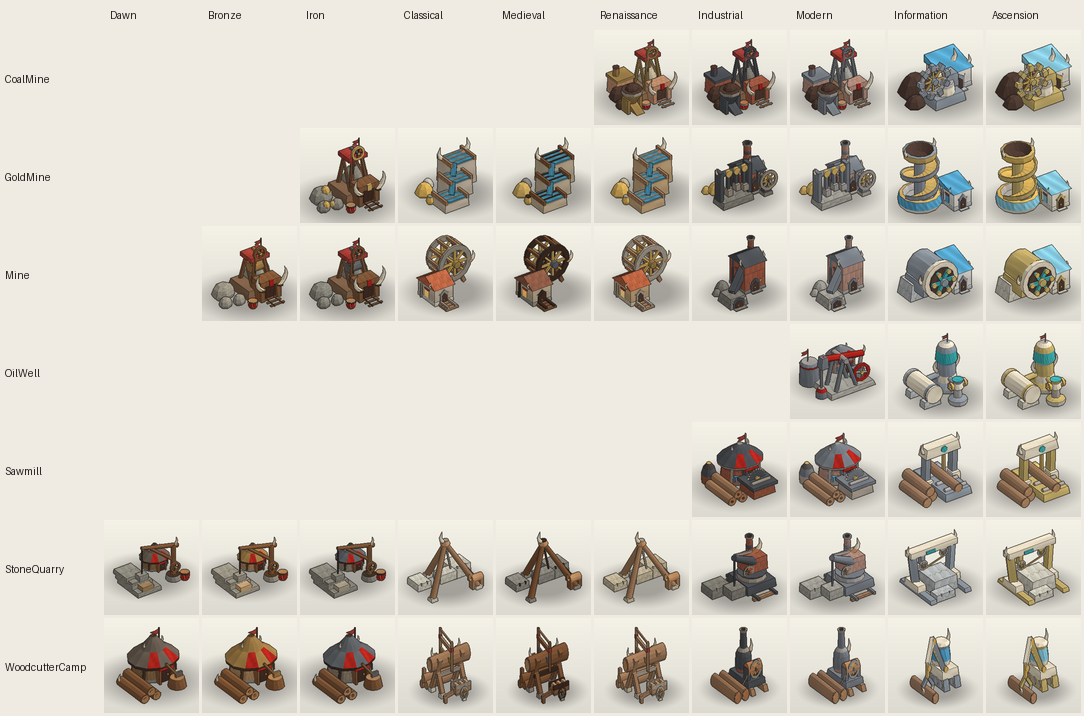 Dawn Bronze Iron Classical Medieval Renaissance Industrial Modern Information Ascension
CoalMine
GoldMine
Mine
OilWell
Sawmill
StoneQuarry
WoodcutterCamp